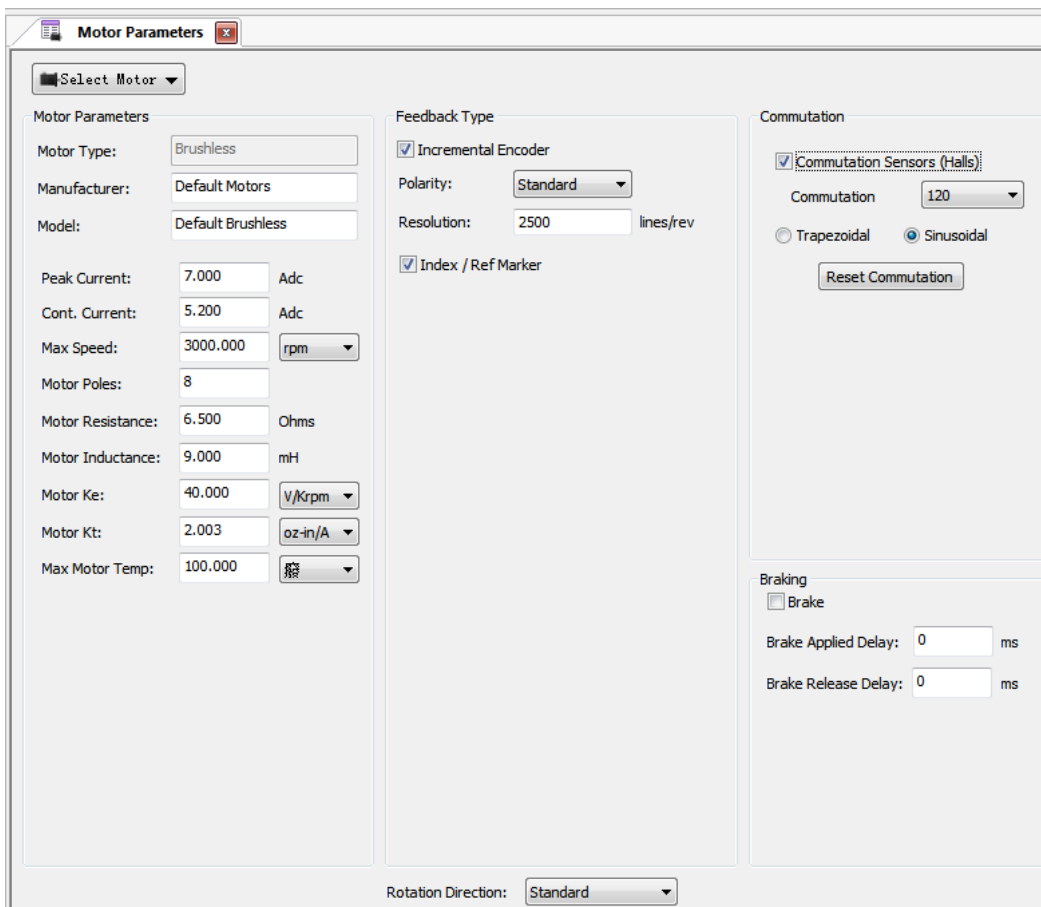 Motor Parameters
Select Motor
Motor Parameters
Motor Type: Brushless
Manufacturer: Default Motors
Model: Default Brushless
Peak Current: 7.000 Adc
Cont. Current: 5.200 Adc
Max Speed: 3000.000 rpm
Motor Poles: 8
Motor Resistance: 6.500 Ohms
Motor Inductance: 9.000 mH
Motor Ke: 40.000 V/Krpm
Motor Kt: 2.003 oz-in/A
Max Motor Temp: 100.000
Feedback Type
Incremental Encoder
Polarity: Standard
Resolution: 2500 lines/rev
Index / Ref Marker
Commutation
Commutation Sensors (Halls)
Commutation 120
Trapezoidal Sinusoidal
Reset Commutation
Braking
Brake
Brake Applied Delay: 0 ms
Brake Release Delay: 0 ms
Rotation Direction: Standard